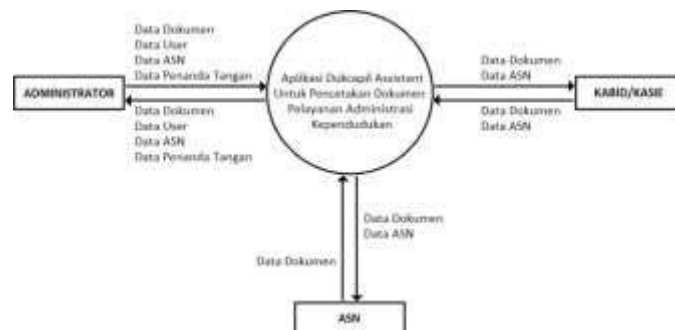 Data Dokumen
Data User
Data ASN
Data Penanda Tangan
ADMINISTRATOR
Data Dokumen
Data User
Data ASN
Data Penanda Tangan
Aplikasi Dukcapil Assistant
Untuk Pencatakan Dokumen
Pelayanan Administrasi
Kependudukan
Data Dokumen
Data ASN
KABID/KASIE
Data Dokumen
Data ASN
Data Dokumen
Data ASN
Data Dokumen
ASN